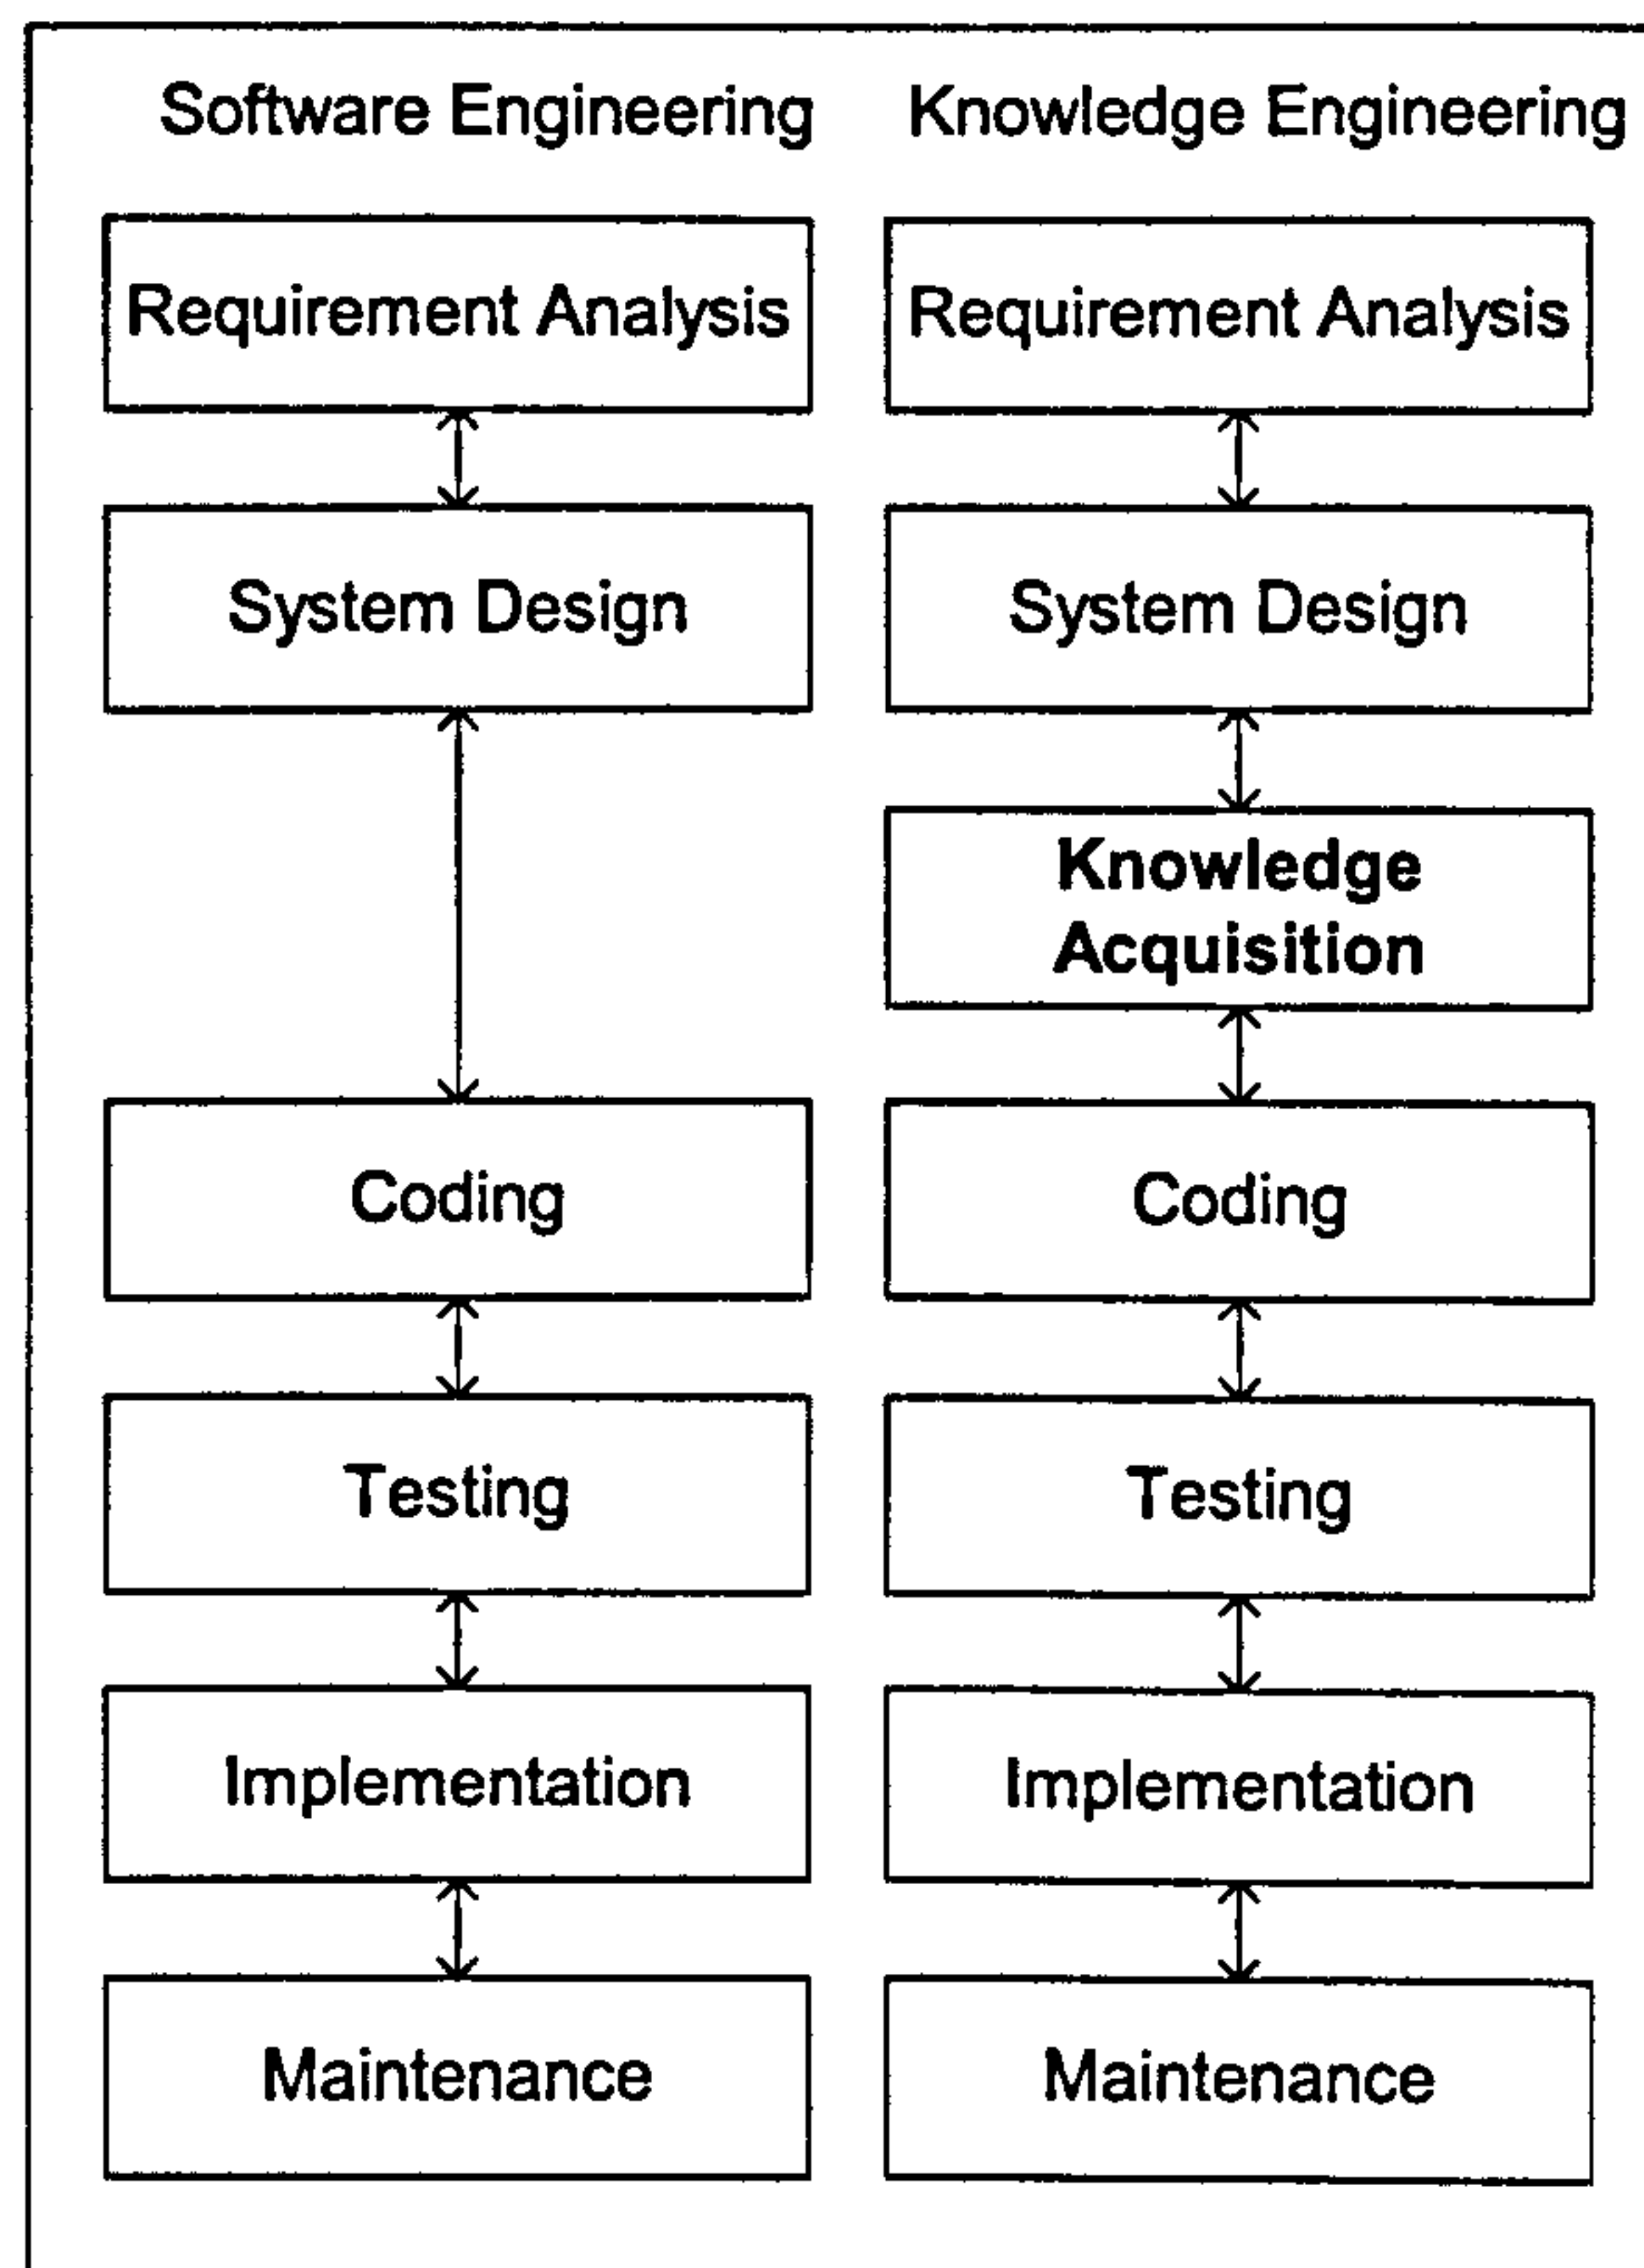 Software Engineering
Knowledge Engineering
Requirement Analysis
Requirement Analysis
System Design
System Design
Knowledge
Acquisition
Coding
Coding
Testing
Testing
Implementation
Implementation
Maintenance
Maintenance